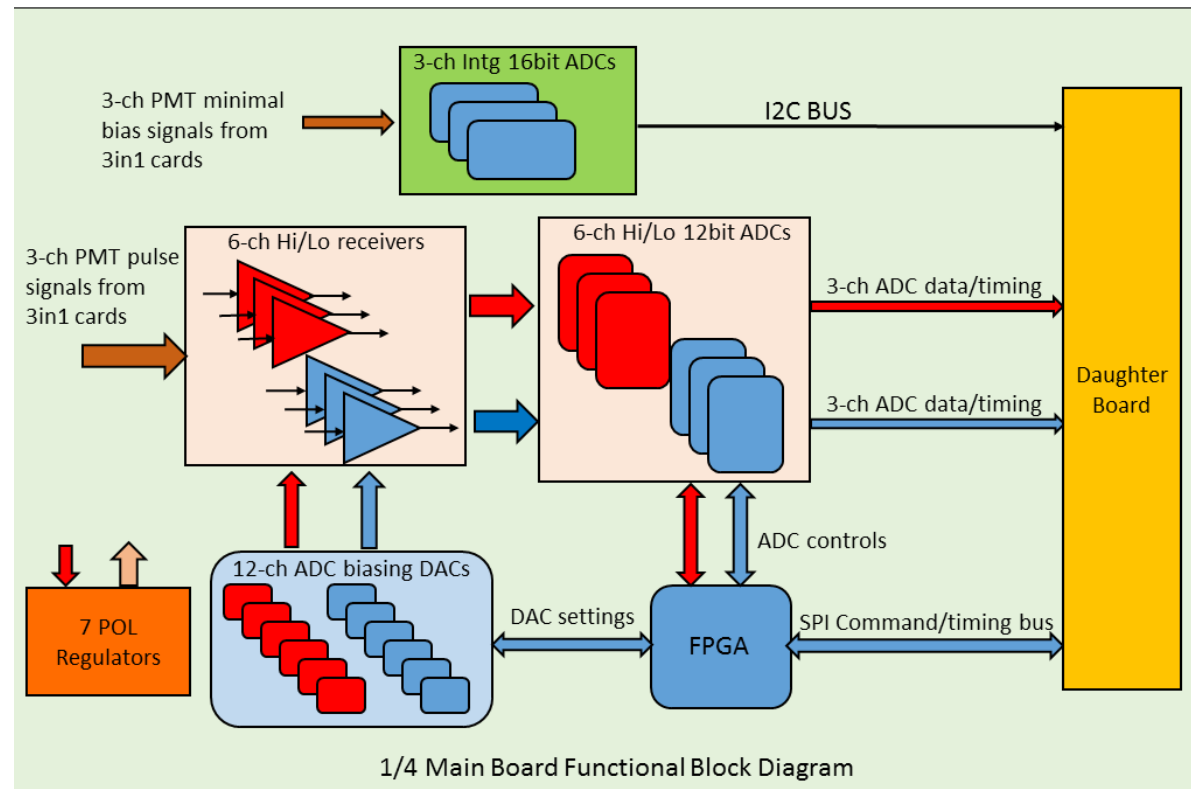 3-ch Intg 16bit ADCs
3-ch PMT minimal
bias signals from
3in1 cards
I2C BUS
6-ch Hi/Lo receivers
6-ch Hi/Lo 12bit ADCs
3-ch PMT pulse
signals from
3in1 cards
3-ch ADC data/timing
3-ch ADC data/timing
Daughter
Board
ADC controls
12-ch ADC biasing DACs
7 POL
Regulators
DAC settings
FPGA
SPI Command/timing bus
1/4 Main Board Functional Block Diagram